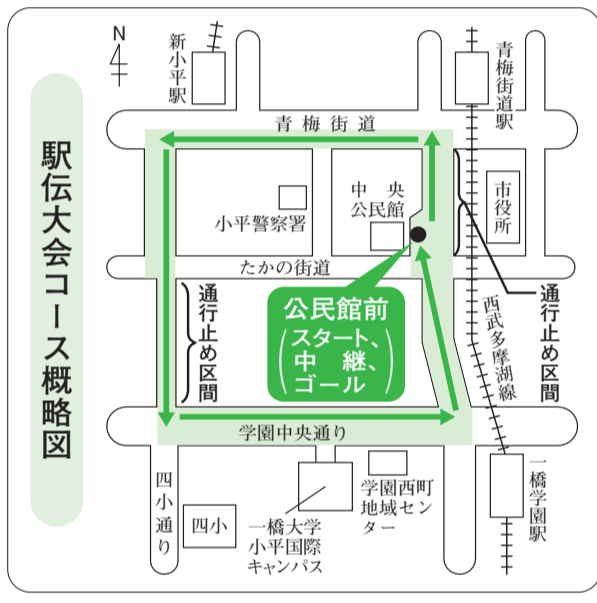 駅伝大会コース概略図
N
新小平駅
青梅街道駅
青梅街道
小平警察署
中央
公民館
市役所
たかの街道
通行止め区間
公民館前
(スタート、
中継、
ゴール)
西武多摩湖線
通行止め区間
学園中央通り
四小通り
四小
一橋大学
小平国際
キャンパス
学園西町
地域セン
ター
一橋学園駅